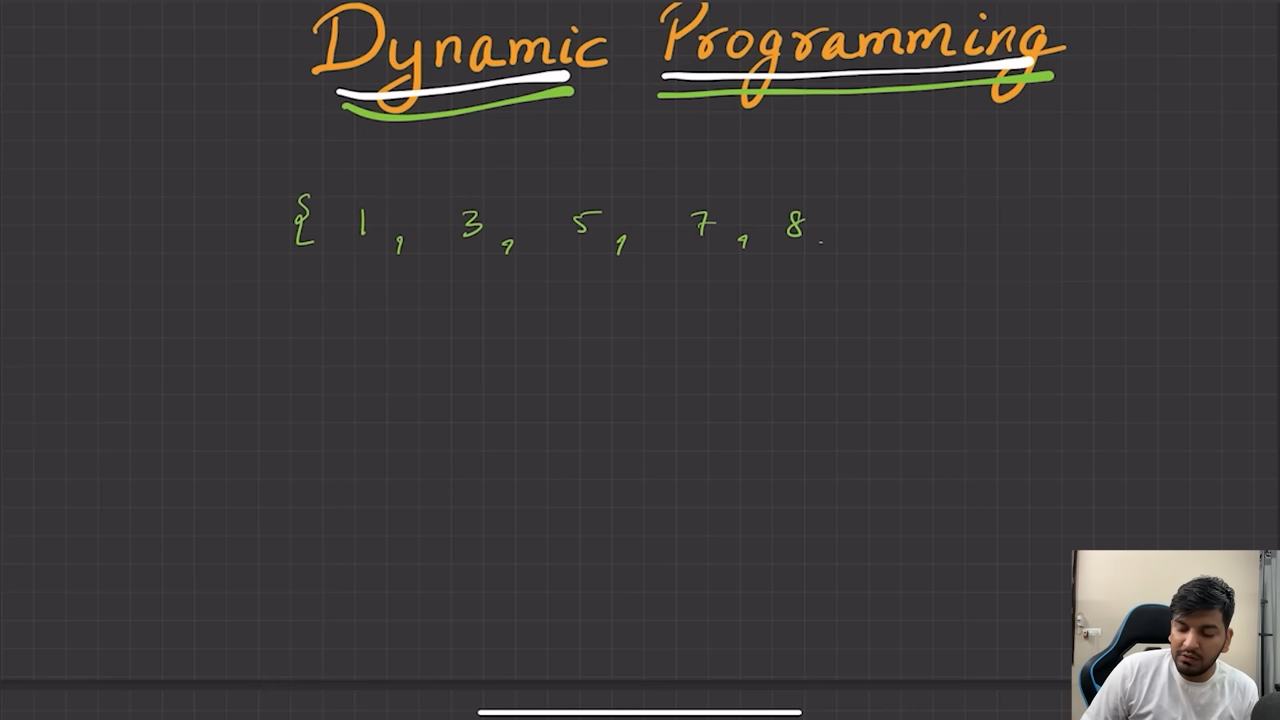 Dynamic Programming
{ 1, 3, 5, 7, 8.